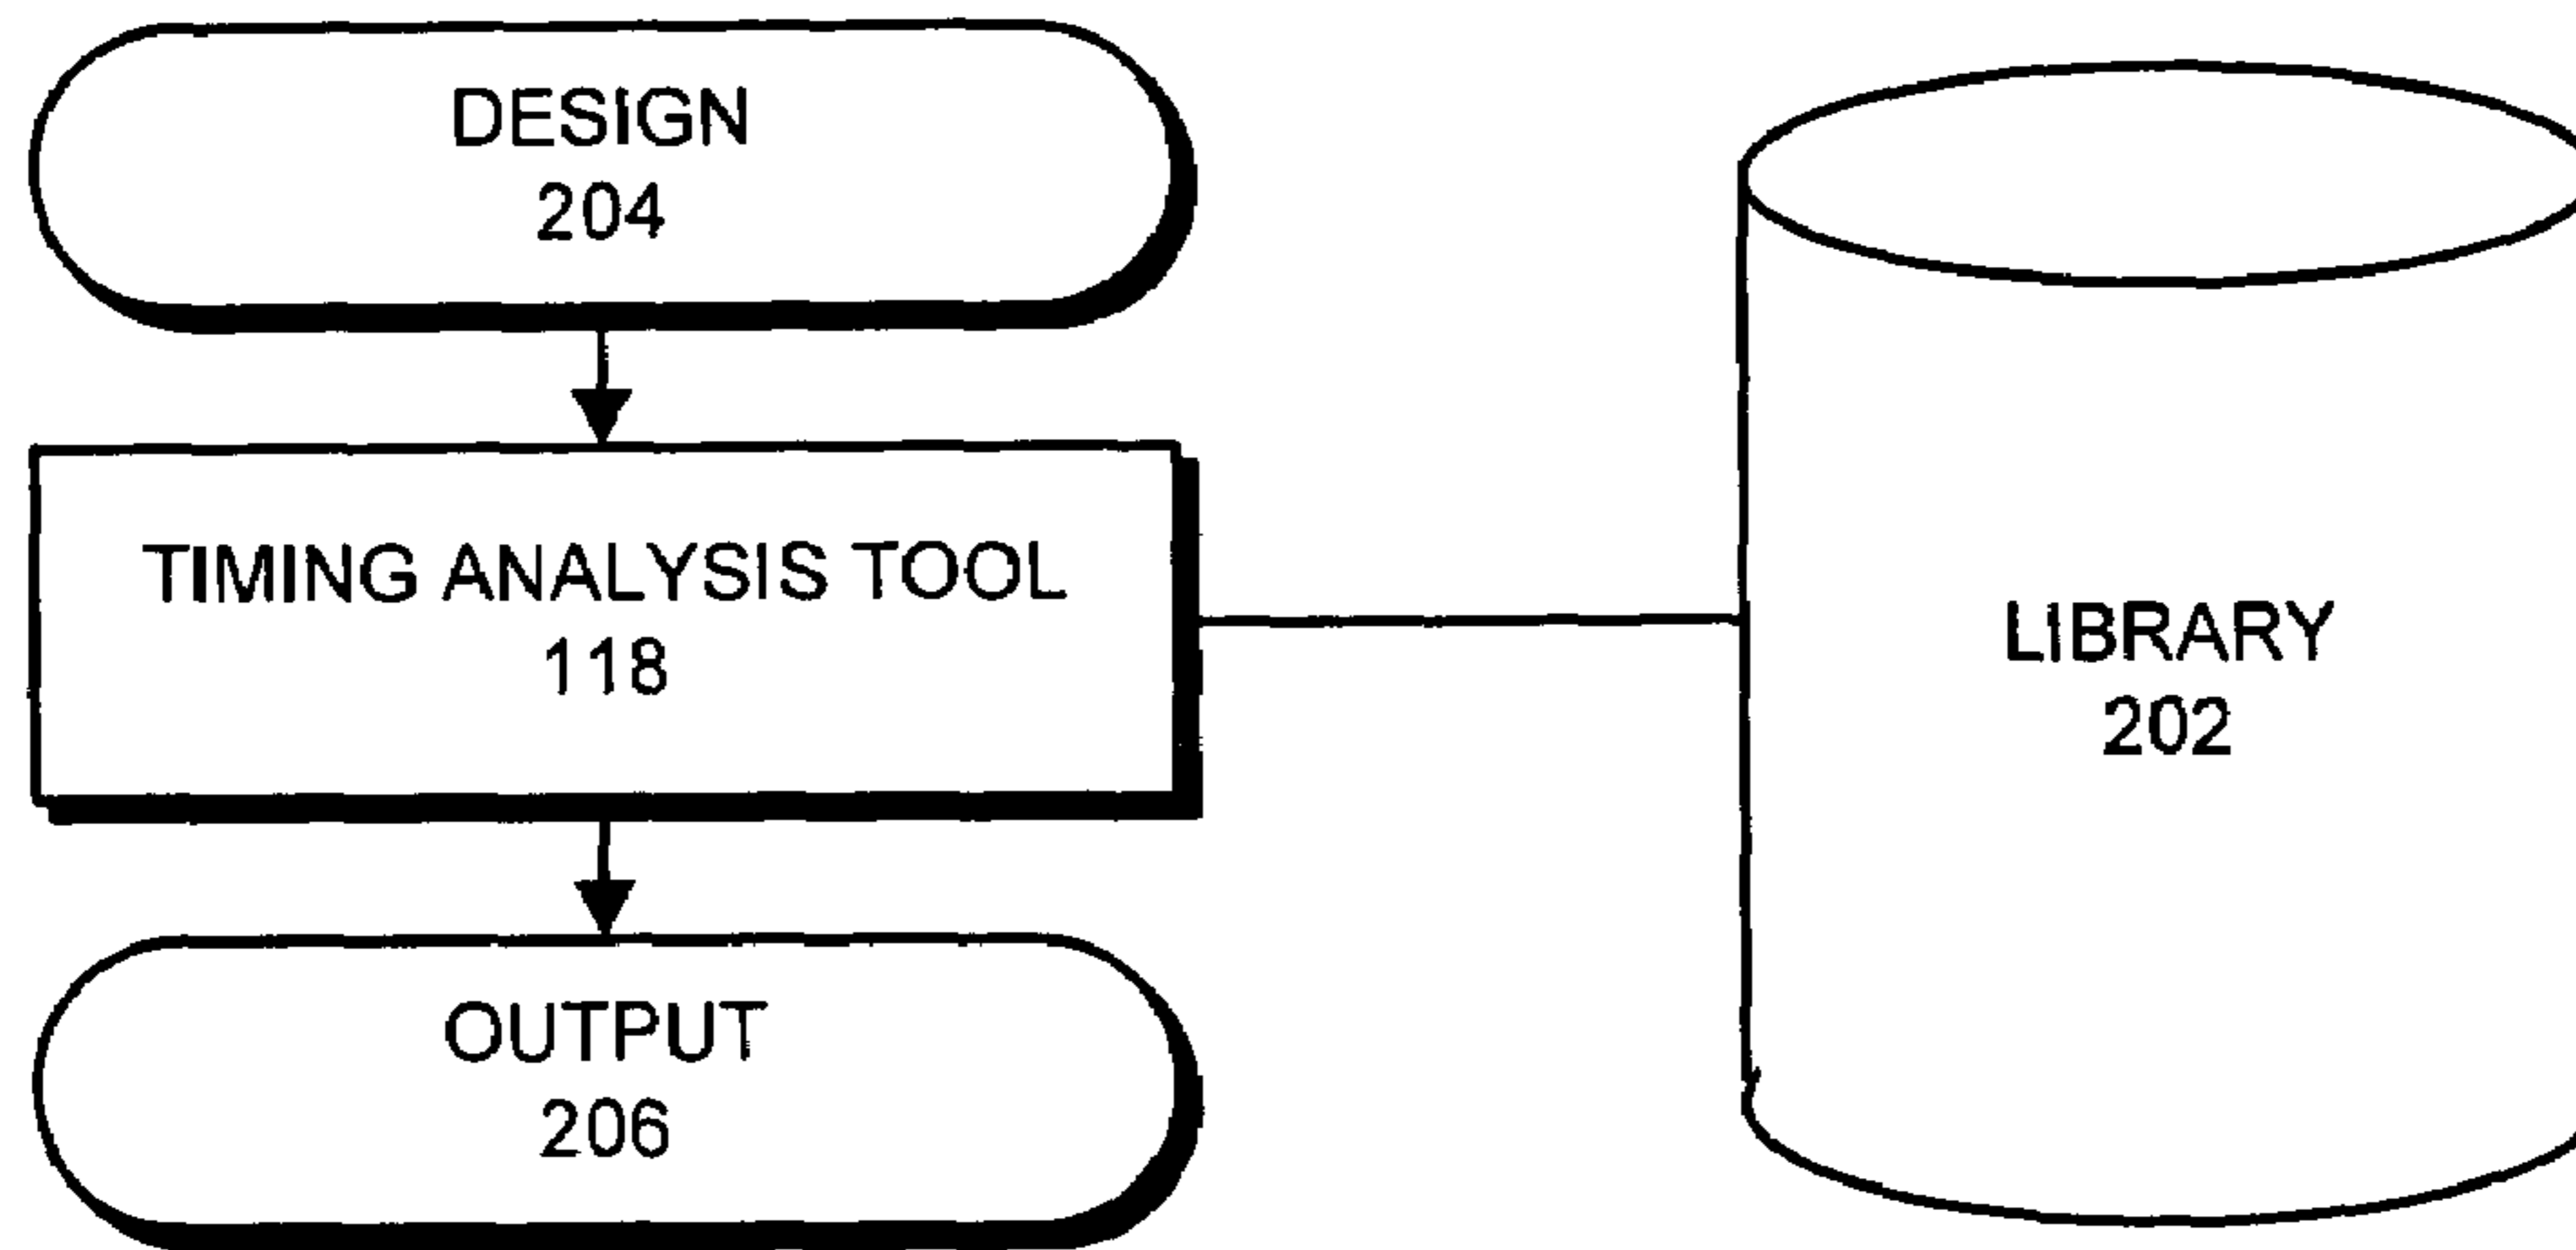 DESIGN
204
TIMING ANALYSIS TOOL
118
LIBRARY
202
OUTPUT
206